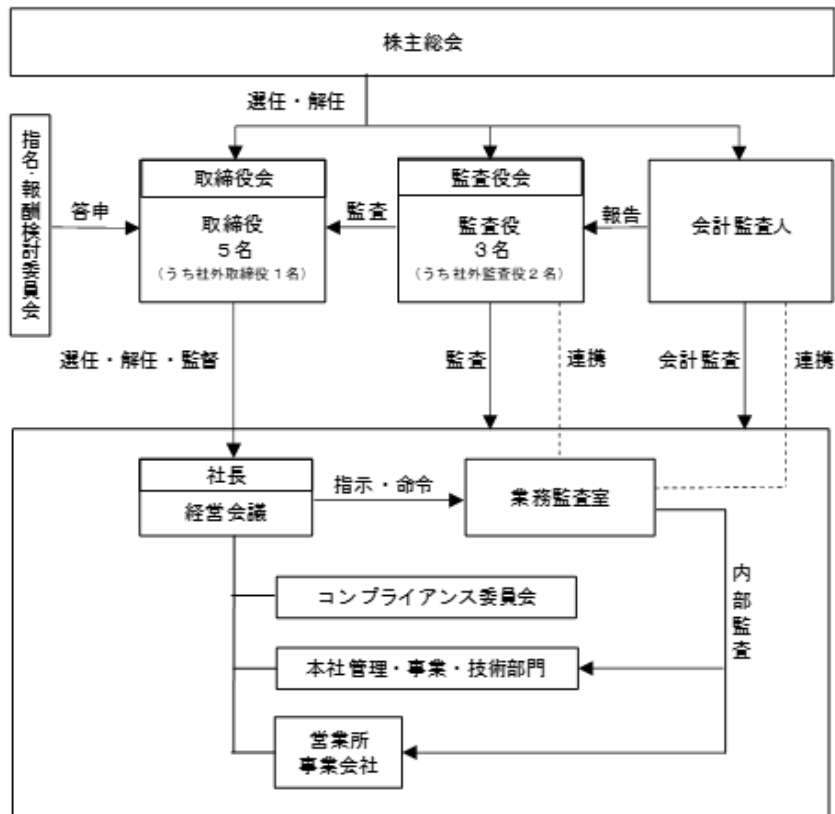 株主総会
選任・解任
指名・報酬検討委員会
答申
取締役会
取締役
5名
(うち社外取締役1名)
監査
監査役会
監査役
3名
(うち社外監査役2名)
報告
会計監査人
選任・解任・監督
監査
連携
会計監査
連携
社長
経営会議
指示・命令
業務監査室
内部監査
コンプライアンス委員会
本社管理・事業・技術部門
営業所
事業会社